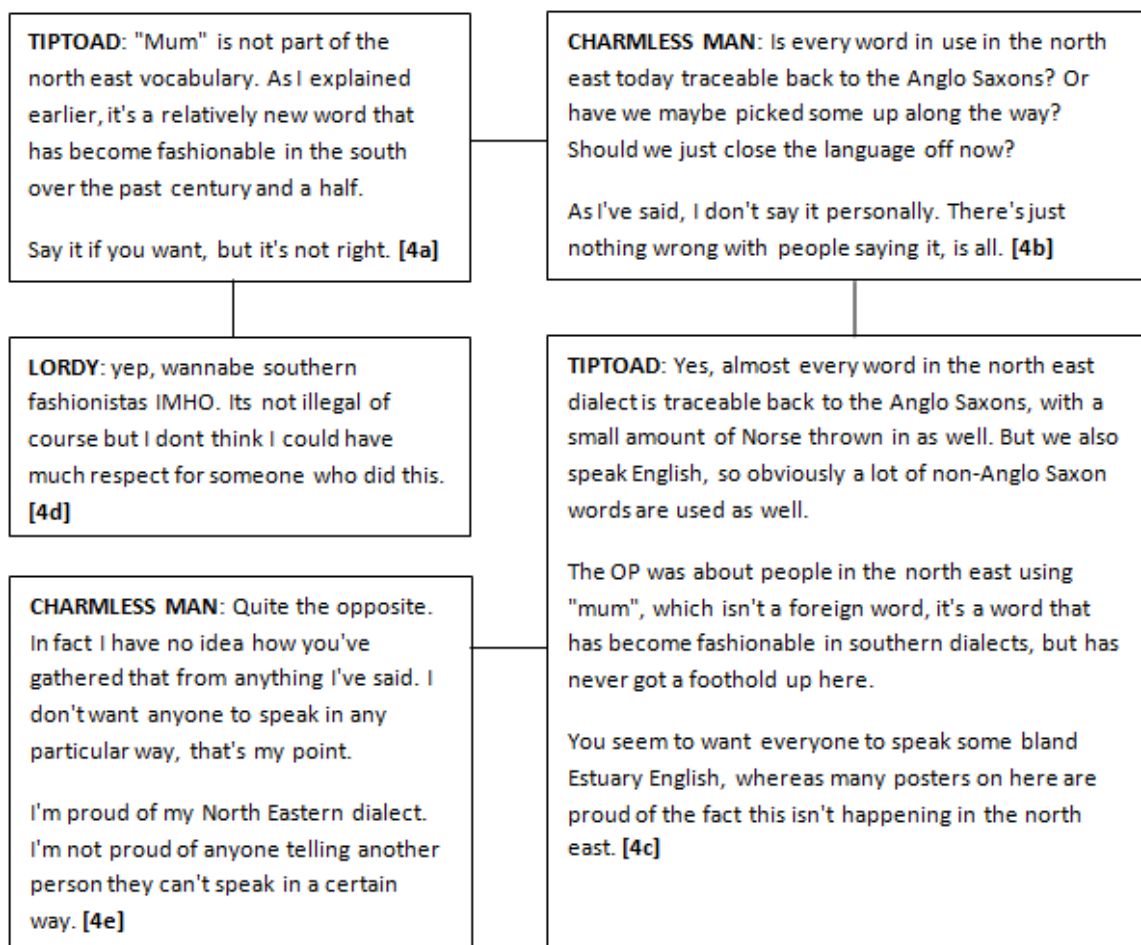 TIPTOAD: "Mum" is not part of the
north east vocabulary. As I explained
earlier, it's a relatively new word that
has become fashionable in the south
over the past century and a half.
Say it if you want, but it's not right. [4a]
CHARMLESS MAN: Is every word in use in the north
east today traceable back to the Anglo Saxons? Or
have we maybe picked some up along the way?
Should we just close the language off now?
As I've said, I don't say it personally. There's just
nothing wrong with people saying it, is all. [4b]
LORDY: yep, wannabe southern
fashionistas IMHO. Its not illegal of
course but I dont think I could have
much respect for someone who did this.
[4d]
TIPTOAD: Yes, almost every word in the north east
dialect is traceable back to the Anglo Saxons, with a
small amount of Norse thrown in as well. But we also
speak English, so obviously a lot of non-Anglo Saxon
words are used as well.
The OP was about people in the north east using
"mum", which isn't a foreign word, it's a word that
has become fashionable in southern dialects, but has
never got a foothold up here.
You seem to want everyone to speak some bland
Estuary English, whereas many posters on here are
proud of the fact this isn't happening in the north
east. [4c]
CHARMLESS MAN: Quite the opposite.
In fact I have no idea how you've
gathered that from anything I've said. I
don't want anyone to speak in any
particular way, that's my point.
I'm proud of my North Eastern dialect.
I'm not proud of anyone telling another
person they can't speak in a certain
way. [4e]